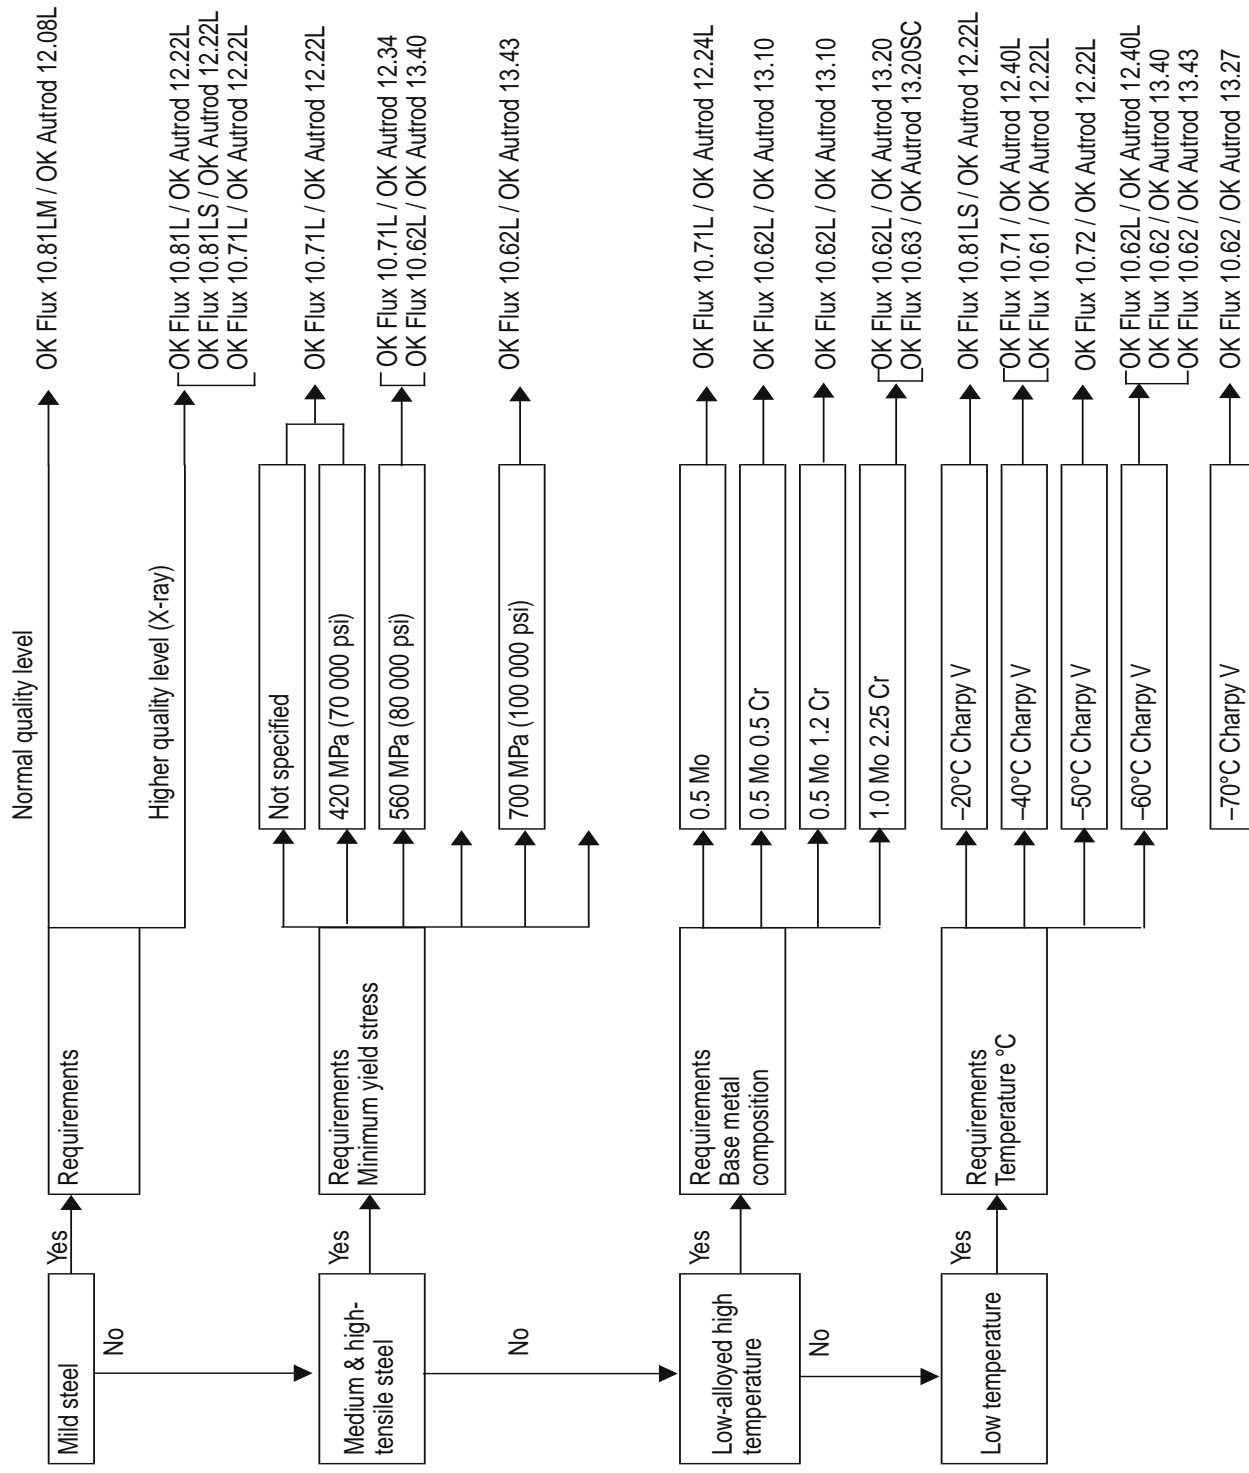 Mild steel
Yes
No
Requirements
Normal quality level
Higher quality level (X-ray)
OK Flux 10.81LM / OK Autrod 12.08L
OK Flux 10.81L / OK Autrod 12.22L
OK Flux 10.81LS / OK Autrod 12.22L
OK Flux 10.71L / OK Autrod 12.22L
Medium & high-
tensile steel
Yes
No
Requirements
Minimum yield stress
Not specified
420 MPa (70 000 psi)
560 MPa (80 000 psi)
700 MPa (100 000 psi)
OK Flux 10.71L / OK Autrod 12.22L
OK Flux 10.71L / OK Autrod 12.34
OK Flux 10.62L / OK Autrod 13.40
OK Flux 10.62L / OK Autrod 13.43
Low-alloyed high
temperature
Yes
No
Requirements
Base metal
composition
0.5 Mo
0.5 Mo 0.5 Cr
0.5 Mo 1.2 Cr
1.0 Mo 2.25 Cr
OK Flux 10.71L / OK Autrod 12.24L
OK Flux 10.62L / OK Autrod 13.10
OK Flux 10.62L / OK Autrod 13.10
OK Flux 10.62L / OK Autrod 13.20
OK Flux 10.63 / OK Autrod 13.20SC
Low temperature
Yes
Requirements
Temperature °C
–20°C Charpy V
–40°C Charpy V
–50°C Charpy V
–60°C Charpy V
–70°C Charpy V
OK Flux 10.81LS / OK Autrod 12.22L
OK Flux 10.71 / OK Autrod 12.40L
OK Flux 10.61 / OK Autrod 12.22L
OK Flux 10.72 / OK Autrod 12.22L
OK Flux 10.62L / OK Autrod 12.40L
OK Flux 10.62 / OK Autrod 13.40
OK Flux 10.62 / OK Autrod 13.43
OK Flux 10.62 / OK Autrod 13.27